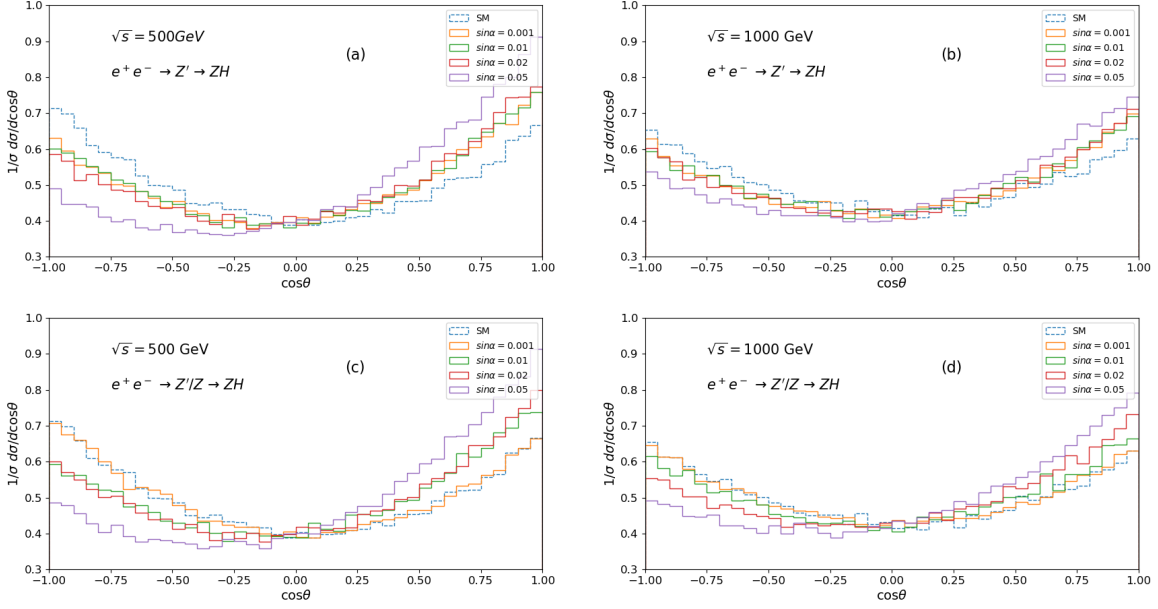 1.0
0.9
0.8
0.7
0.6
0.5
0.4
0.3
1/σ dσ/dcosθ
√s = 500GeV
e⁺e⁻ → Z′ → ZH
(a)
SM
sinα = 0.001
sinα = 0.01
sinα = 0.02
sinα = 0.05
−1.00 −0.75 −0.50 −0.25 0.00 0.25 0.50 0.75 1.00
cosθ
1.0
0.9
0.8
0.7
0.6
0.5
0.4
0.3
1/σ dσ/dcosθ
√s = 1000 GeV
e⁺e⁻ → Z′ → ZH
(b)
SM
sinα = 0.001
sinα = 0.01
sinα = 0.02
sinα = 0.05
−1.00 −0.75 −0.50 −0.25 0.00 0.25 0.50 0.75 1.00
cosθ
1.0
0.9
0.8
0.7
0.6
0.5
0.4
0.3
1/σ dσ/dcosθ
√s = 500 GeV
e⁺e⁻ → Z′/Z → ZH
(c)
SM
sinα = 0.001
sinα = 0.01
sinα = 0.02
sinα = 0.05
−1.00 −0.75 −0.50 −0.25 0.00 0.25 0.50 0.75 1.00
cosθ
1.0
0.9
0.8
0.7
0.6
0.5
0.4
0.3
1/σ dσ/dcosθ
√s = 1000 GeV
e⁺e⁻ → Z′/Z → ZH
(d)
SM
sinα = 0.001
sinα = 0.01
sinα = 0.02
sinα = 0.05
−1.00 −0.75 −0.50 −0.25 0.00 0.25 0.50 0.75 1.00
cosθ